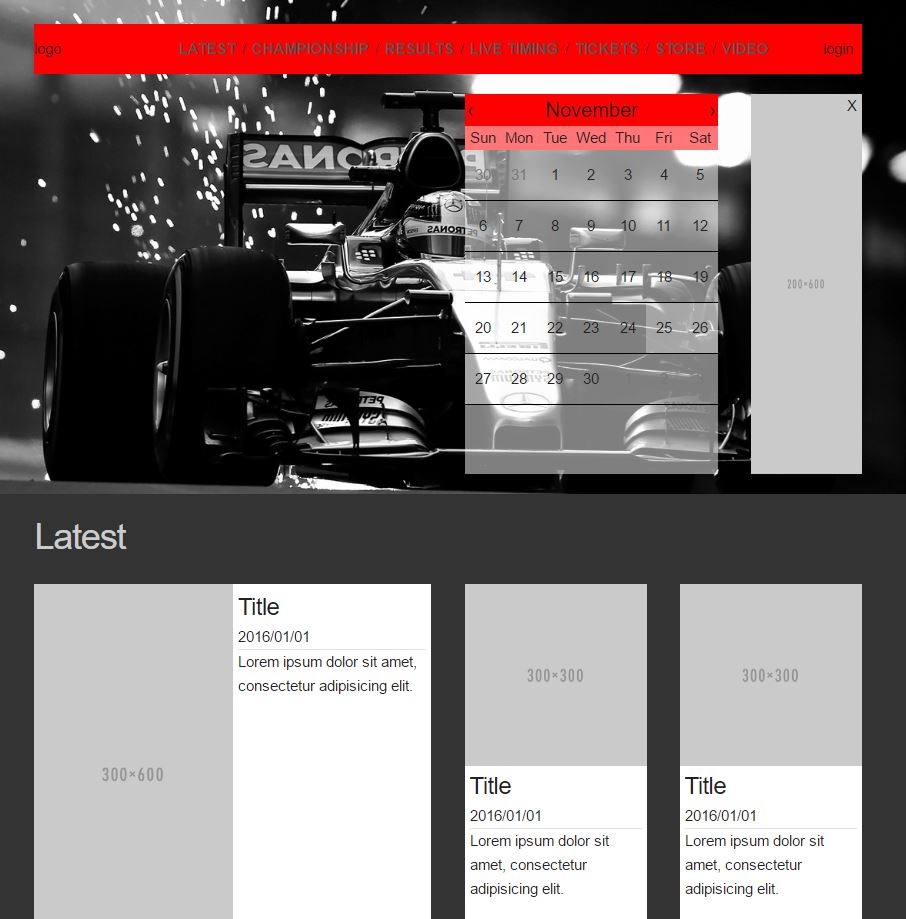 logo LATEST / CHAMPIONSHIP / RESULTS / LIVE TIMING / TICKETS / STORE / VIDEO login
‹ November ›
X
Sun Mon Tue Wed Thu Fri Sat
PETRONAS
30 31 1 2 3 4 5
PETRONAS
6 7 8 9 10 11 12
13 14 15 16 17 18 19
200×600
20 21 22 23 24 25 26
27 28 29 30 1 2 3
Latest
300×600
Title
2016/01/01
Lorem ipsum dolor sit amet,
consectetur adipisicing elit.
300×300
Title
2016/01/01
Lorem ipsum dolor sit
amet, consectetur
adipisicing elit.
300×300
Title
2016/01/01
Lorem ipsum dolor sit
amet, consectetur
adipisicing elit.